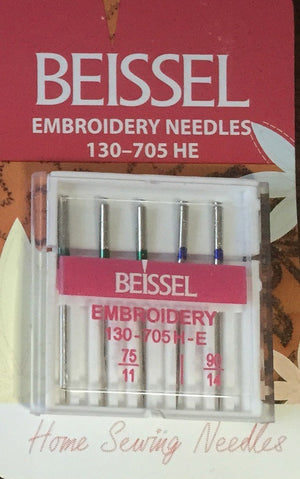 BEISSEL
EMBROIDERY NEEDLES
130-705 HE
BEISSEL
EMBROIDERY
130-705 H-E
75 90
11 14
Home Sewing Needles